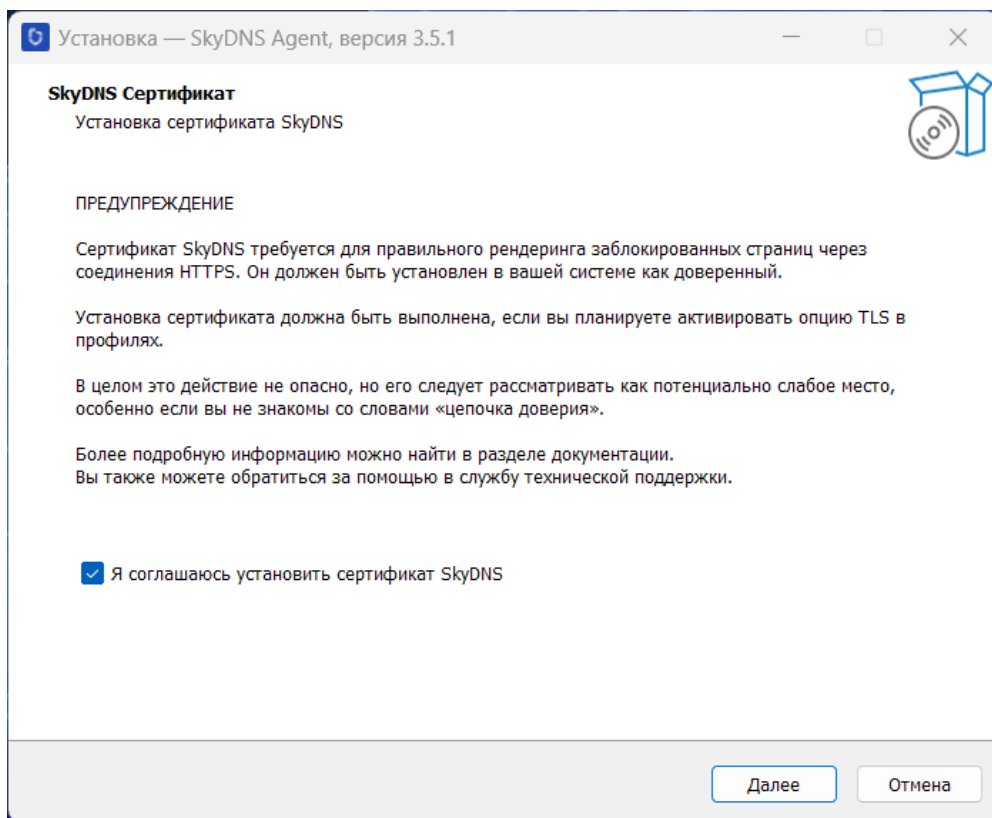 Установка — SkyDNS Agent, версия 3.5.1
SkyDNS Сертификат
Установка сертификата SkyDNS
ПРЕДУПРЕЖДЕНИЕ
Сертификат SkyDNS требуется для правильного рендеринга заблокированных страниц через
соединения HTTPS. Он должен быть установлен в вашей системе как доверенный.
Установка сертификата должна быть выполнена, если вы планируете активировать опцию TLS в
профилях.
В целом это действие не опасно, но его следует рассматривать как потенциально слабое место,
особенно если вы не знакомы со словами «цепочка доверия».
Более подробную информацию можно найти в разделе документации.
Вы также можете обратиться за помощью в службу технической поддержки.
Я соглашаюсь установить сертификат SkyDNS
Далее
Отмена